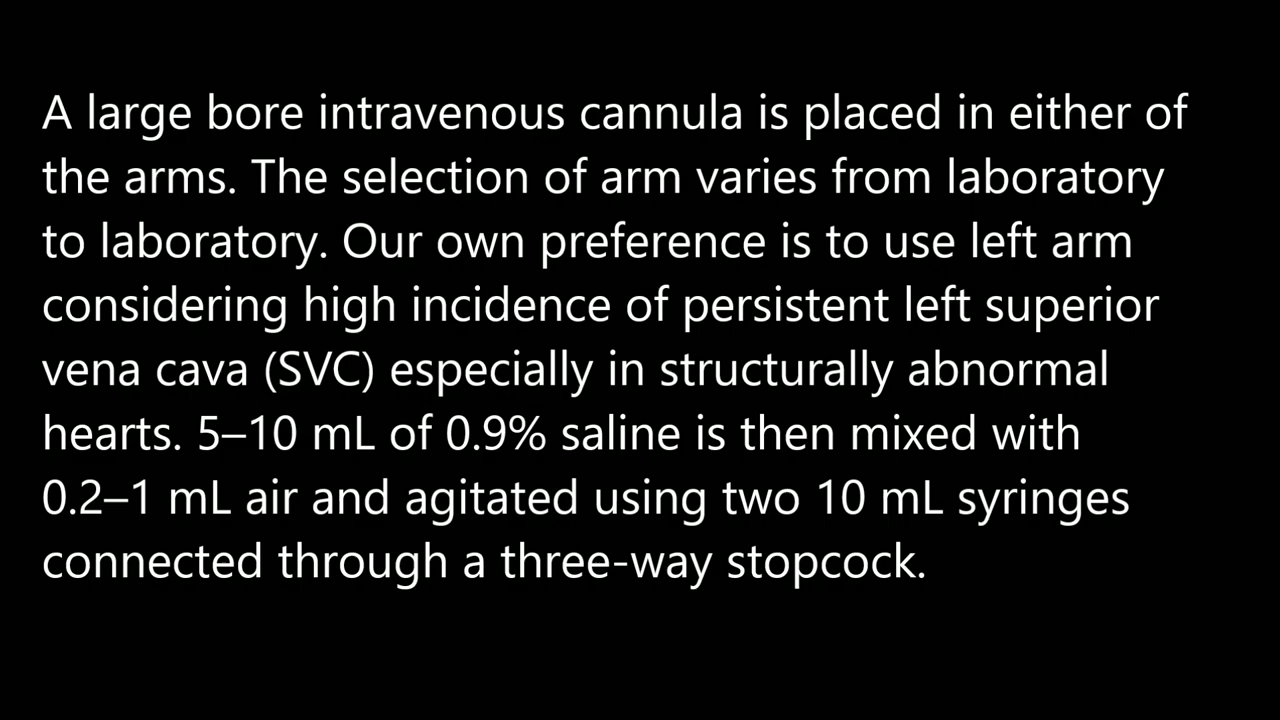 A large bore intravenous cannula is placed in either of
the arms. The selection of arm varies from laboratory
to laboratory. Our own preference is to use left arm
considering high incidence of persistent left superior
vena cava (SVC) especially in structurally abnormal
hearts. 5–10 mL of 0.9% saline is then mixed with
0.2–1 mL air and agitated using two 10 mL syringes
connected through a three-way stopcock.